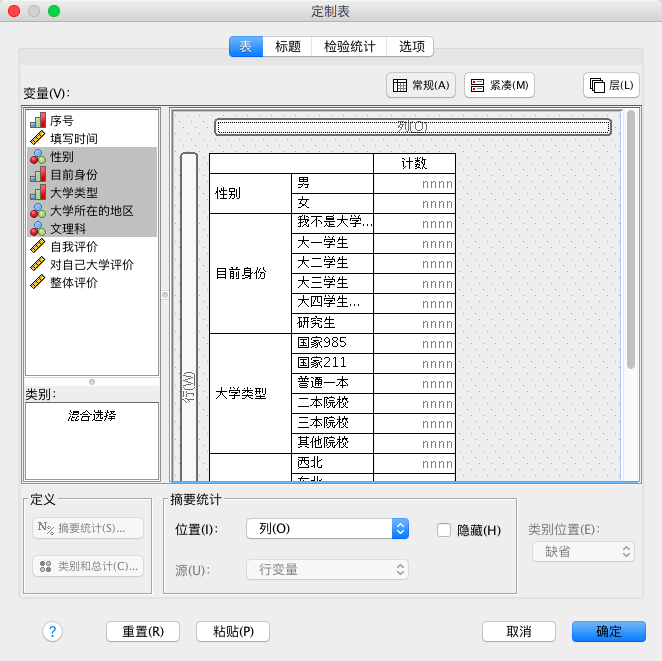 定制表
表 标题 检验统计 选项
变量(V): 常规(A) 紧凑(M) 层(L)
序号
填写时间
性别
目前身份
大学类型
大学所在的地区
文理科
自我评价
对自己大学评价
整体评价
类别:
混合选择
列(O)
行(W)
计数
性别 男 nnnn
女 nnnn
目前身份 我不是大学... nnnn
大一学生 nnnn
大二学生 nnnn
大三学生 nnnn
大四学生... nnnn
研究生 nnnn
大学类型 国家985 nnnn
国家211 nnnn
普通一本 nnnn
二本院校 nnnn
三本院校 nnnn
其他院校 nnnn
西北 nnnn
定义
N% 摘要统计(S)...
类别和总计(C)...
摘要统计
位置(I): 列(O) 隐藏(H)
源(U): 行变量
类别位置(E):
缺省
? 重置(R) 粘贴(P) 取消 确定